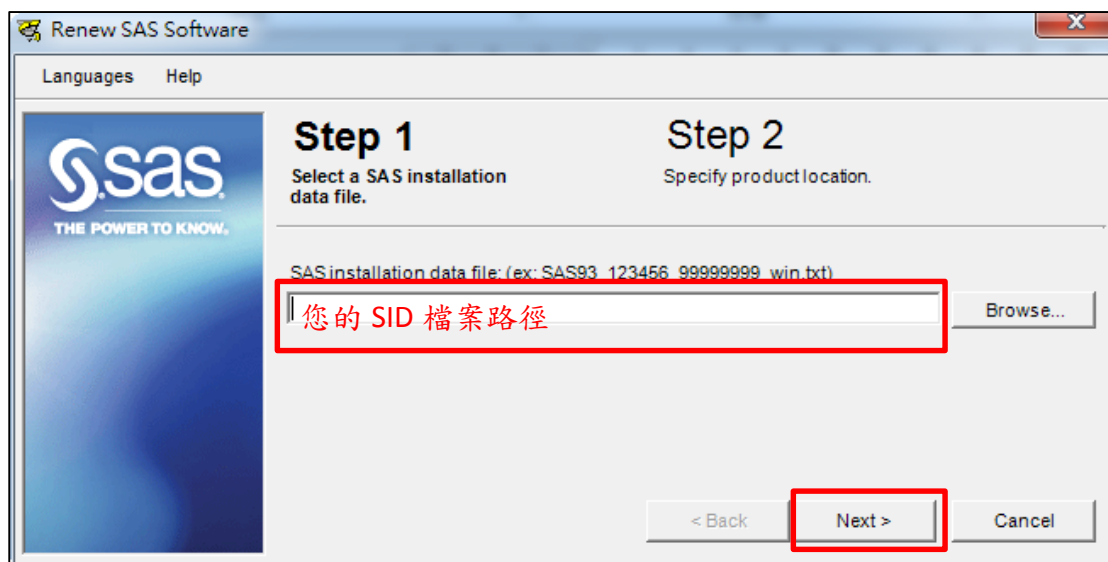 Renew SAS Software
Languages Help
sas
THE POWER TO KNOW.
Step 1
Select a SAS installation
data file.
Step 2
Specify product location.
SAS installation data file: (ex: SAS93_123456_99999999_win.txt)
您的 SID 檔案路徑
Browse...
< Back
Next >
Cancel